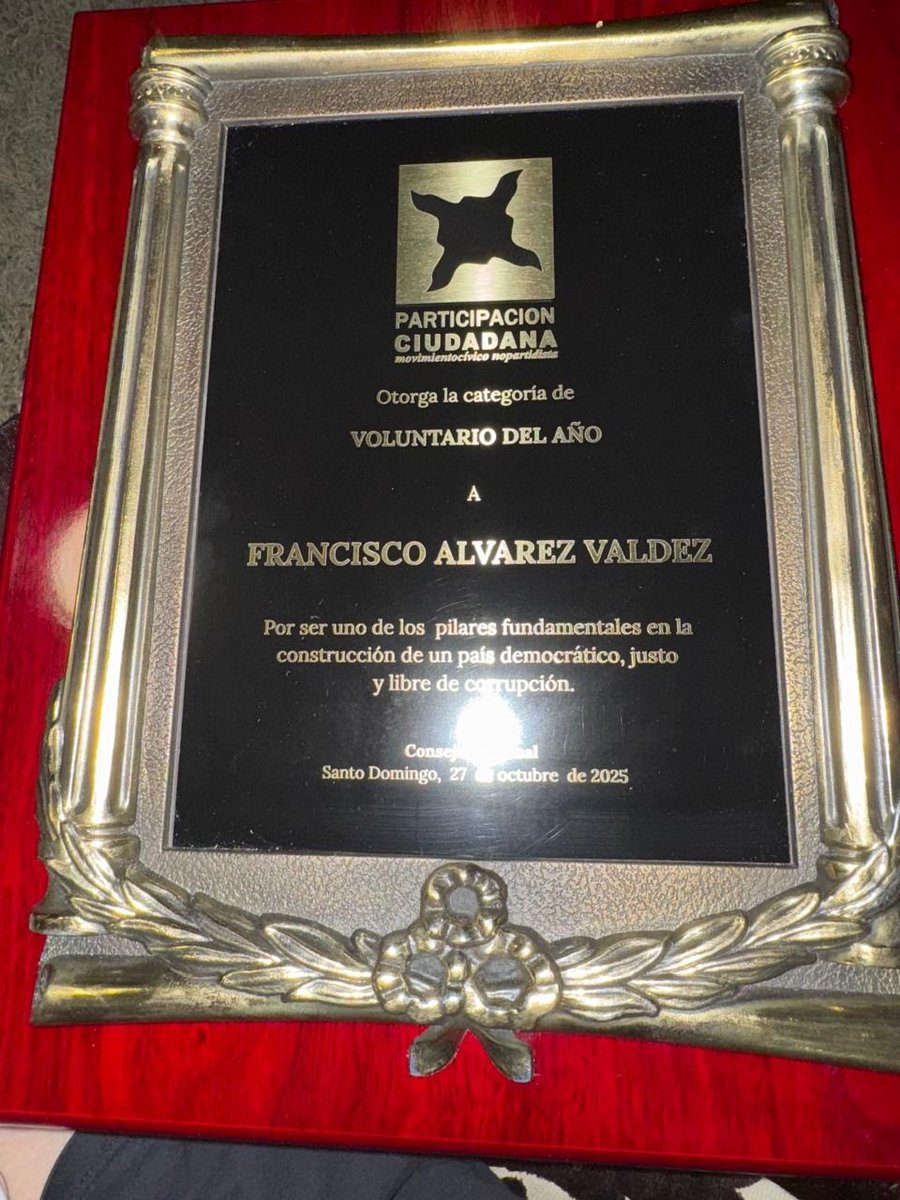 PARTICIPACION
CIUDADANA
movimientocívico nopartidista
Otorga la categoría de
VOLUNTARIO DEL AÑO
A
FRANCISCO ALVAREZ VALDEZ
Por ser uno de los pilares fundamentales en la
construcción de un país democrático, justo
y libre de corrupción.
Santo Domingo, 27 de octubre de 2025